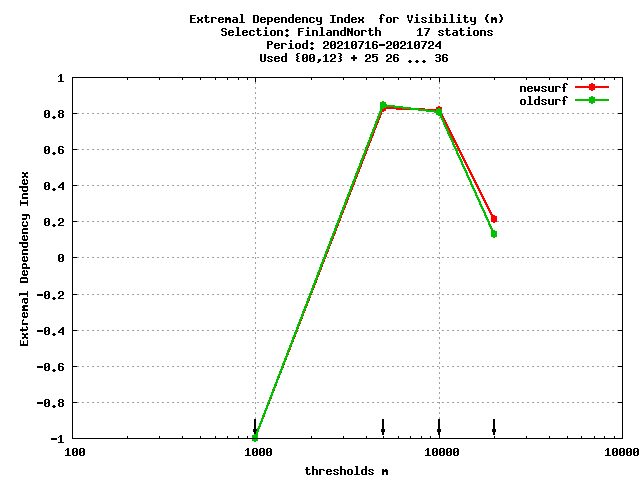 Extremal Dependency Index  for Visibility (m)
Selection: FinlandNorth     17 stations
Period: 20210716-20210724
Used {00,12} + 25 26 ... 36
newsurf
oldsurf
Extremal Dependency Index
1
0.8
0.6
0.4
0.2
0
-0.2
-0.4
-0.6
-0.8
-1
100
1000
10000
10000
thresholds m